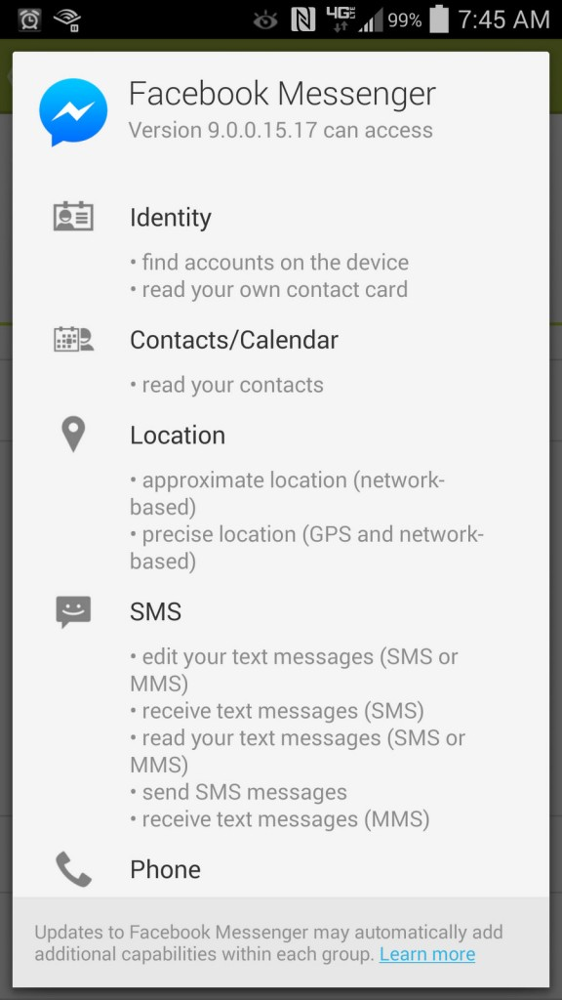 4G LTE 99% 7:45 AM
Facebook Messenger
Version 9.0.0.15.17 can access
Identity
• find accounts on the device
• read your own contact card
Contacts/Calendar
• read your contacts
Location
• approximate location (network-
based)
• precise location (GPS and network-
based)
SMS
• edit your text messages (SMS or
MMS)
• receive text messages (SMS)
• read your text messages (SMS or
MMS)
• send SMS messages
• receive text messages (MMS)
Phone
Updates to Facebook Messenger may automatically add
additional capabilities within each group. Learn more